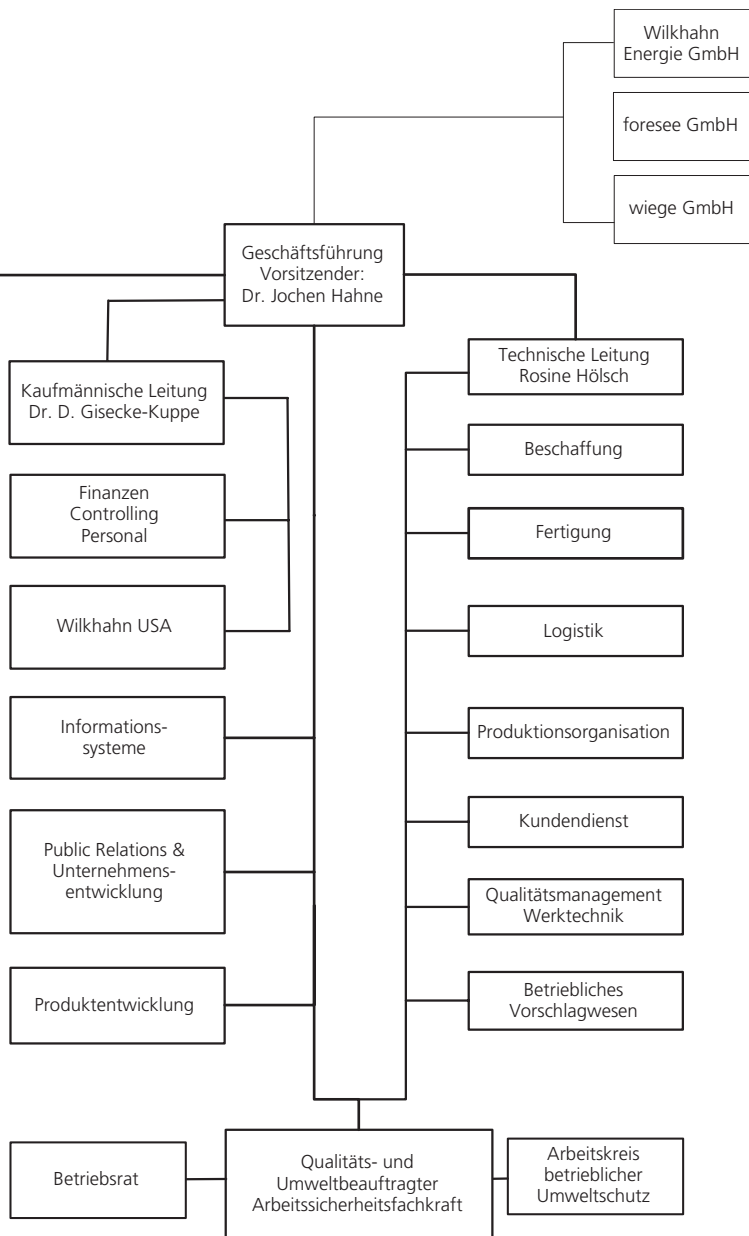 Wilkhahn
Energie GmbH
foresee GmbH
wiege GmbH
Geschäftsführung
Vorsitzender:
Dr. Jochen Hahne
Kaufmännische Leitung
Dr. D. Gisecke-Kuppe
Finanzen
Controlling
Personal
Wilkhahn USA
Informations-
systeme
Public Relations &
Unternehmens-
entwicklung
Produktentwicklung
Technische Leitung
Rosine Hölsch
Beschaffung
Fertigung
Logistik
Produktionsorganisation
Kundendienst
Qualitätsmanagement
Werktechnik
Betriebliches
Vorschlagwesen
Betriebsrat
Qualitäts- und
Umweltbeauftragter
Arbeitssicherheitsfachkraft
Arbeitskreis
betrieblicher
Umweltschutz